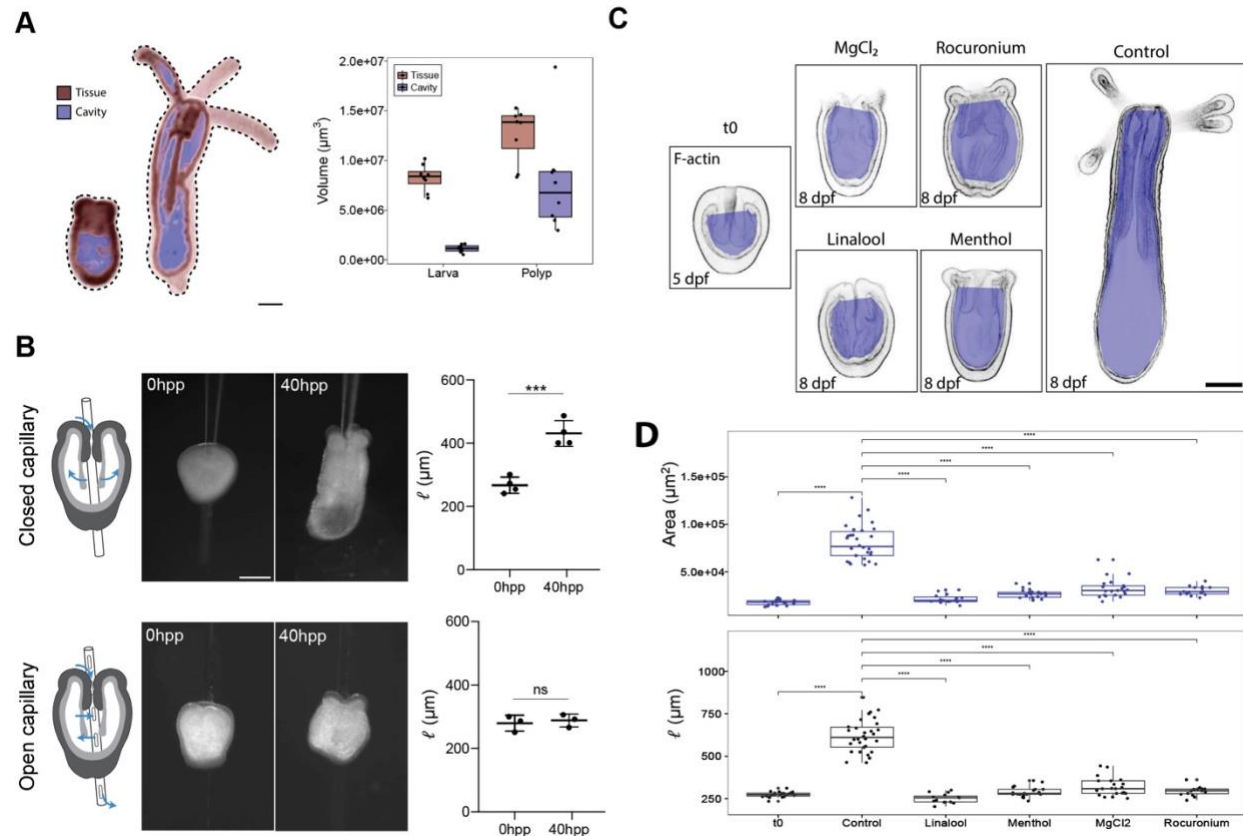 A
Tissue
Cavity
Volume (µm³)
2.0e+07
1.5e+07
1.0e+07
5.0e+06
0.0e+00
Tissue
Cavity
Larva
Polyp
B
Closed capillary
0hpp
40hpp
ℓ (µm)
600
400
200
0
***
0hpp
40hpp
Open capillary
0hpp
40hpp
ℓ (µm)
600
400
200
0
ns
0hpp
40hpp
C
t0
F-actin
5 dpf
MgCl₂
8 dpf
Rocuronium
8 dpf
Linalool
8 dpf
Menthol
8 dpf
Control
8 dpf
D
Area (µm²)
1.5e+05
1.0e+05
5.0e+04
****
****
****
****
****
ℓ (µm)
1000
750
500
250
****
****
****
****
****
t0
Control
Linalool
Menthol
MgCl2
Rocuronium